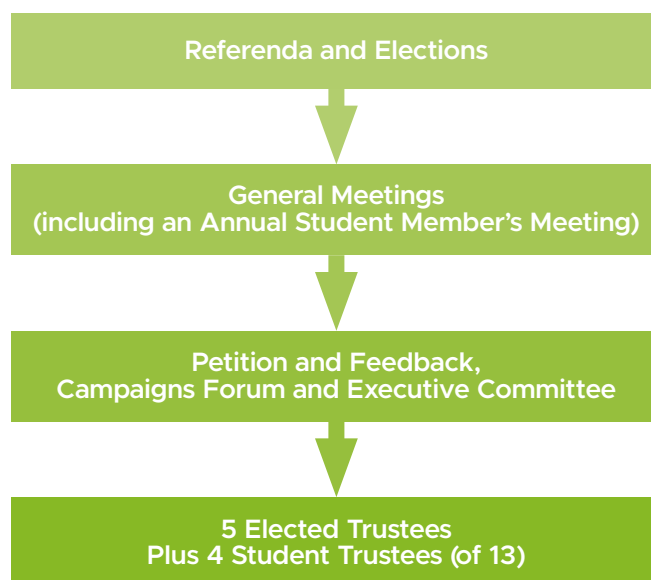 Referenda and Elections
General Meetings
(including an Annual Student Member's Meeting)
Petition and Feedback,
Campaigns Forum and Executive Committee
5 Elected Trustees
Plus 4 Student Trustees (of 13)